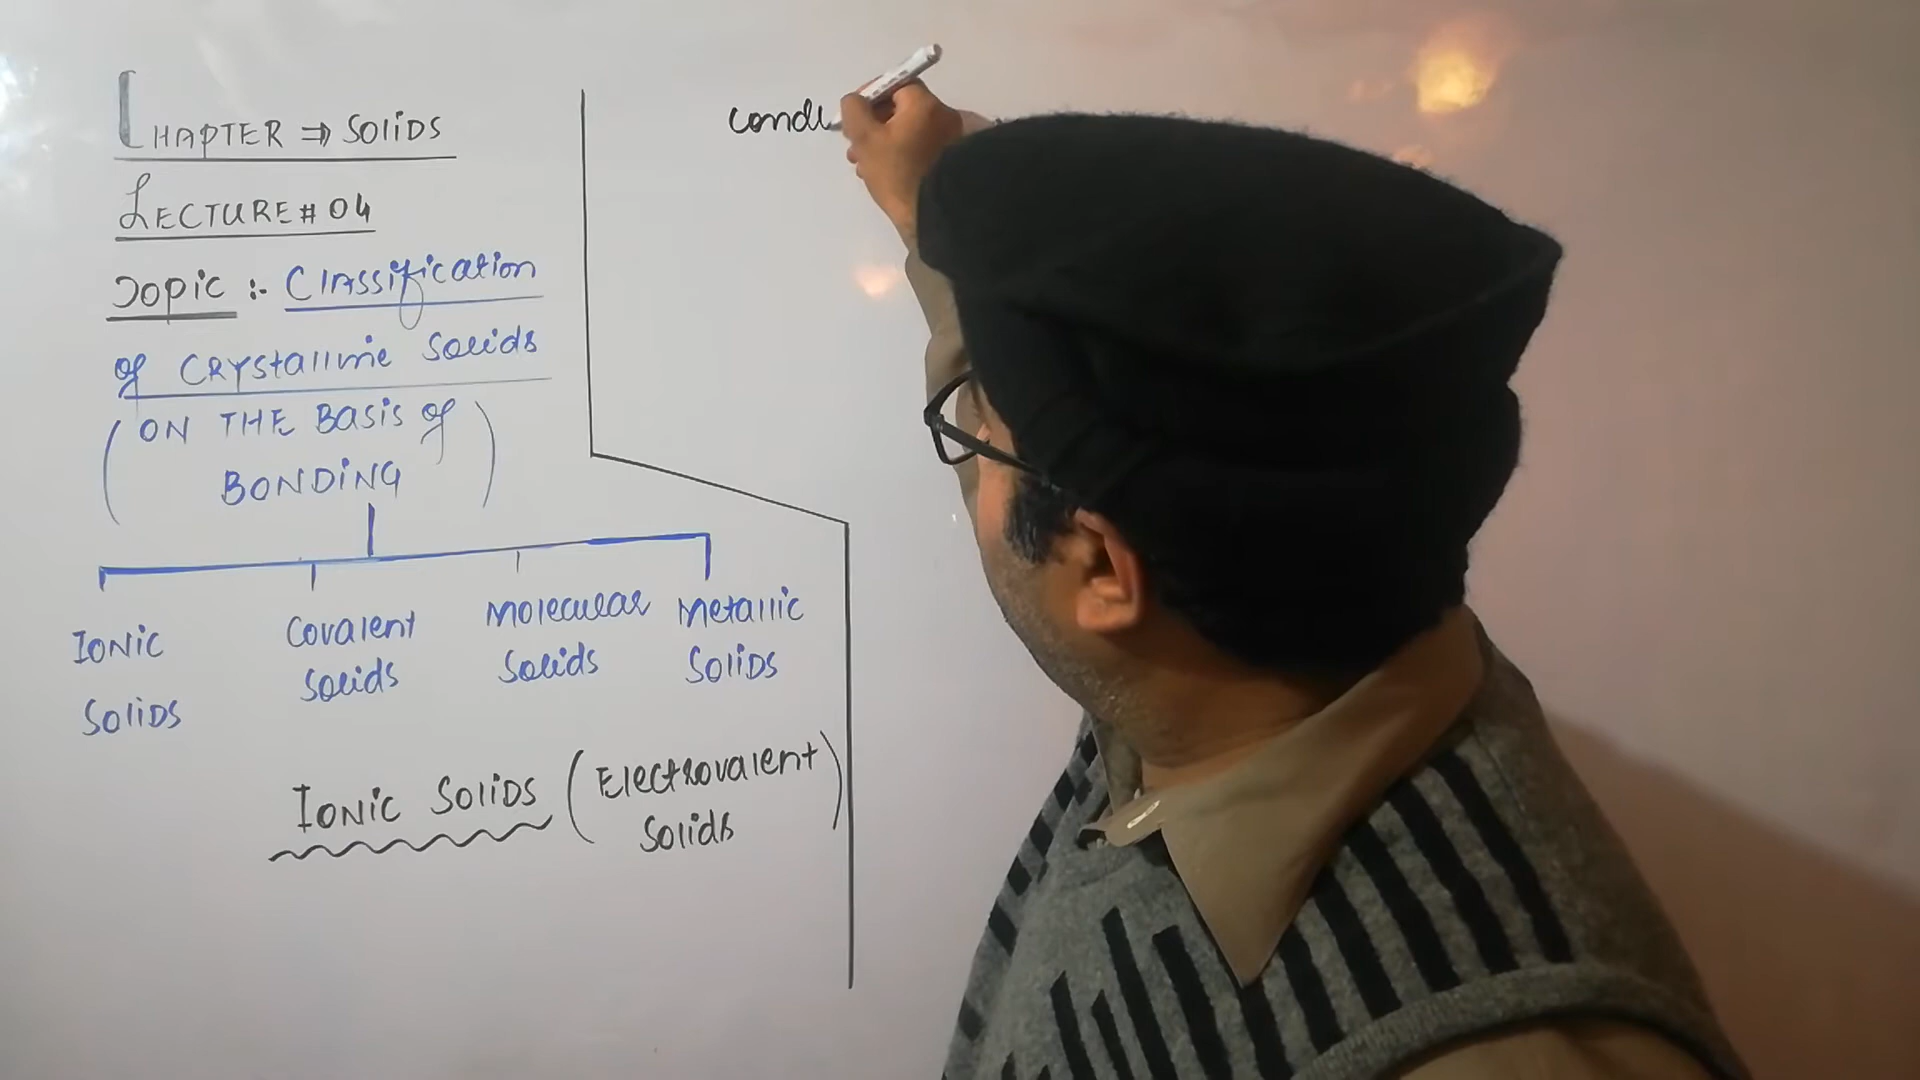 CHAPTER ⇒ SOLIDS
LECTURE # 04
Topic :- Classification
of CRYstalline Solids
( ON THE BASIS of
BONDING )
IONIC
SOLIDS
Covalent
Solids
Molecular
Solids
Metallic
SOLIDS
IONIC SOLIDS ( Electrovalent
Solids )
condu